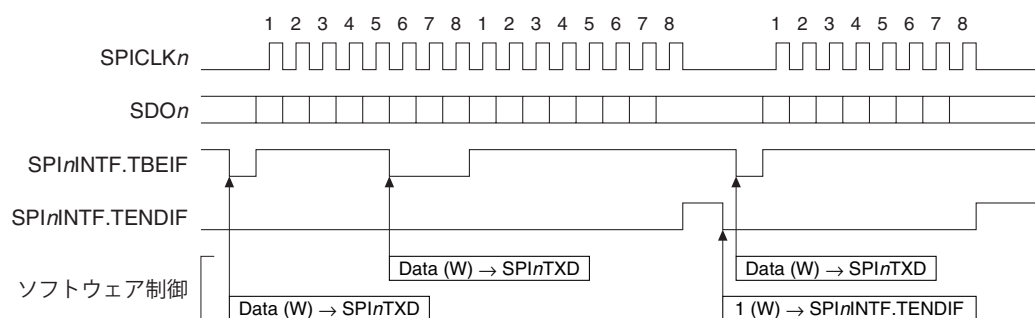 1 2 3 4 5 6 7 8 1 2 3 4 5 6 7 8 1 2 3 4 5 6 7 8
SPICLKn
SDOn
SPInINTF.TBEIF
SPInINTF.TENDIF
Data (W) → SPInTXD
Data (W) → SPInTXD
ソフトウェア制御
Data (W) → SPInTXD
1 (W) → SPInINTF.TENDIF